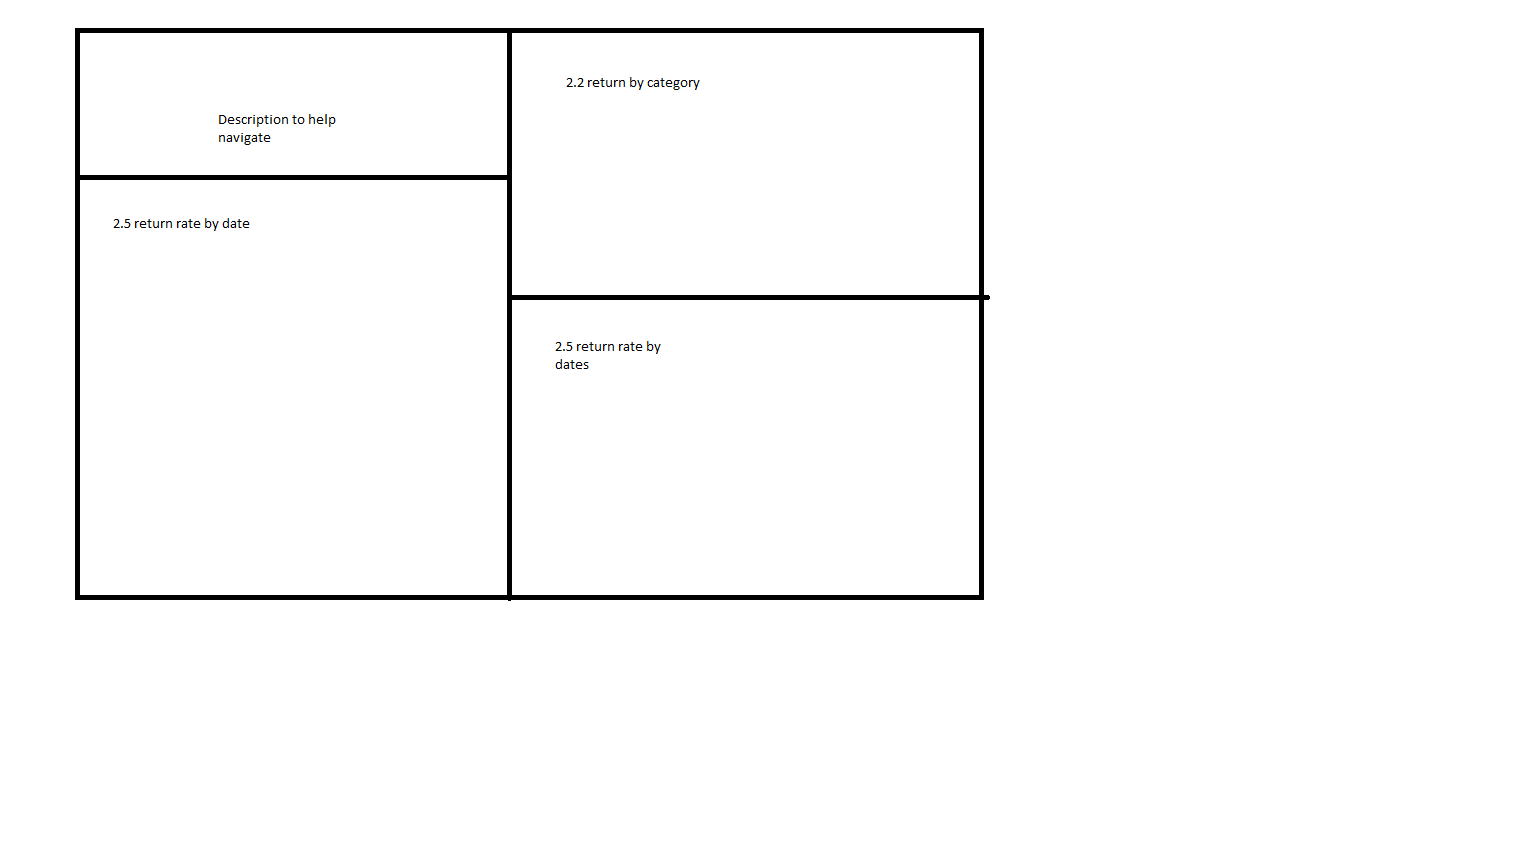 Description to help
navigate
2.5 return rate by date
2.2 return by category
2.5 return rate by
dates